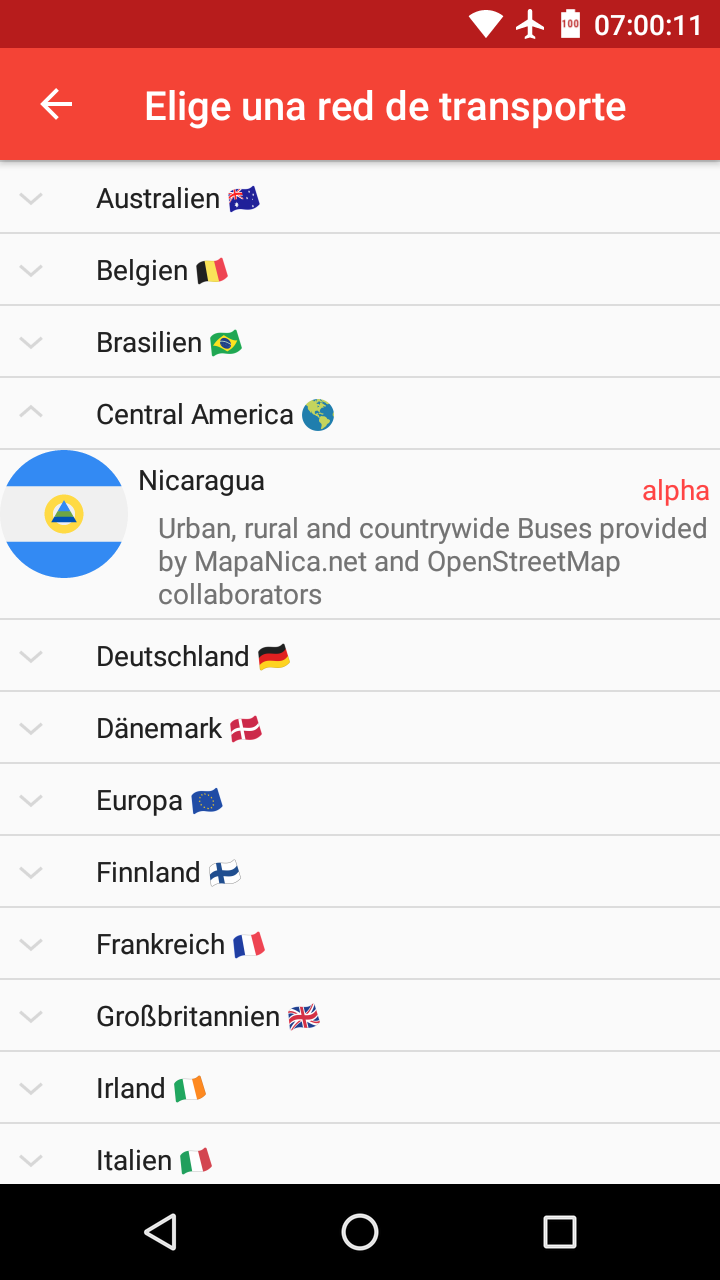 100 07:00:11
Elige una red de transporte
Australien
Belgien
Brasilien
Central America
Nicaragua
alpha
Urban, rural and countrywide Buses provided
by MapaNica.net and OpenStreetMap
collaborators
Deutschland
Dänemark
Europa
Finnland
Frankreich
Großbritannien
Irland
Italien